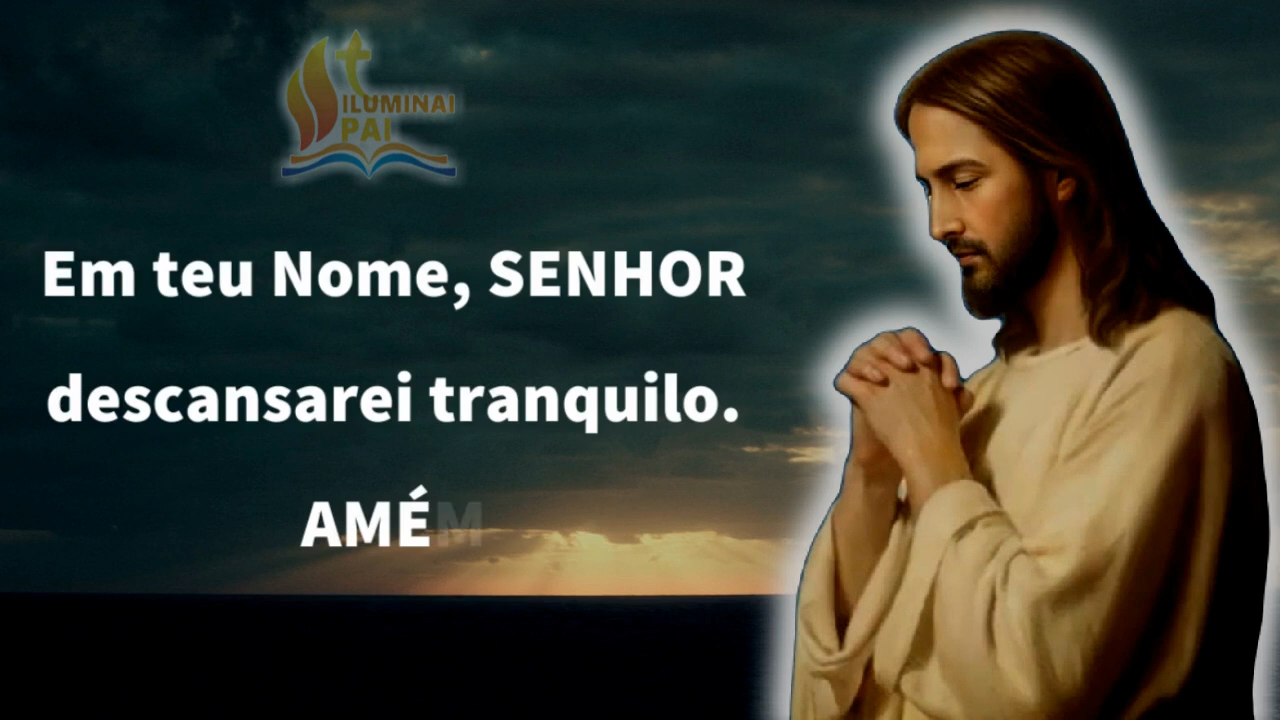 ILUMINAI
PAI
Em teu Nome, SENHOR
descansarei tranquilo.
AMÉM